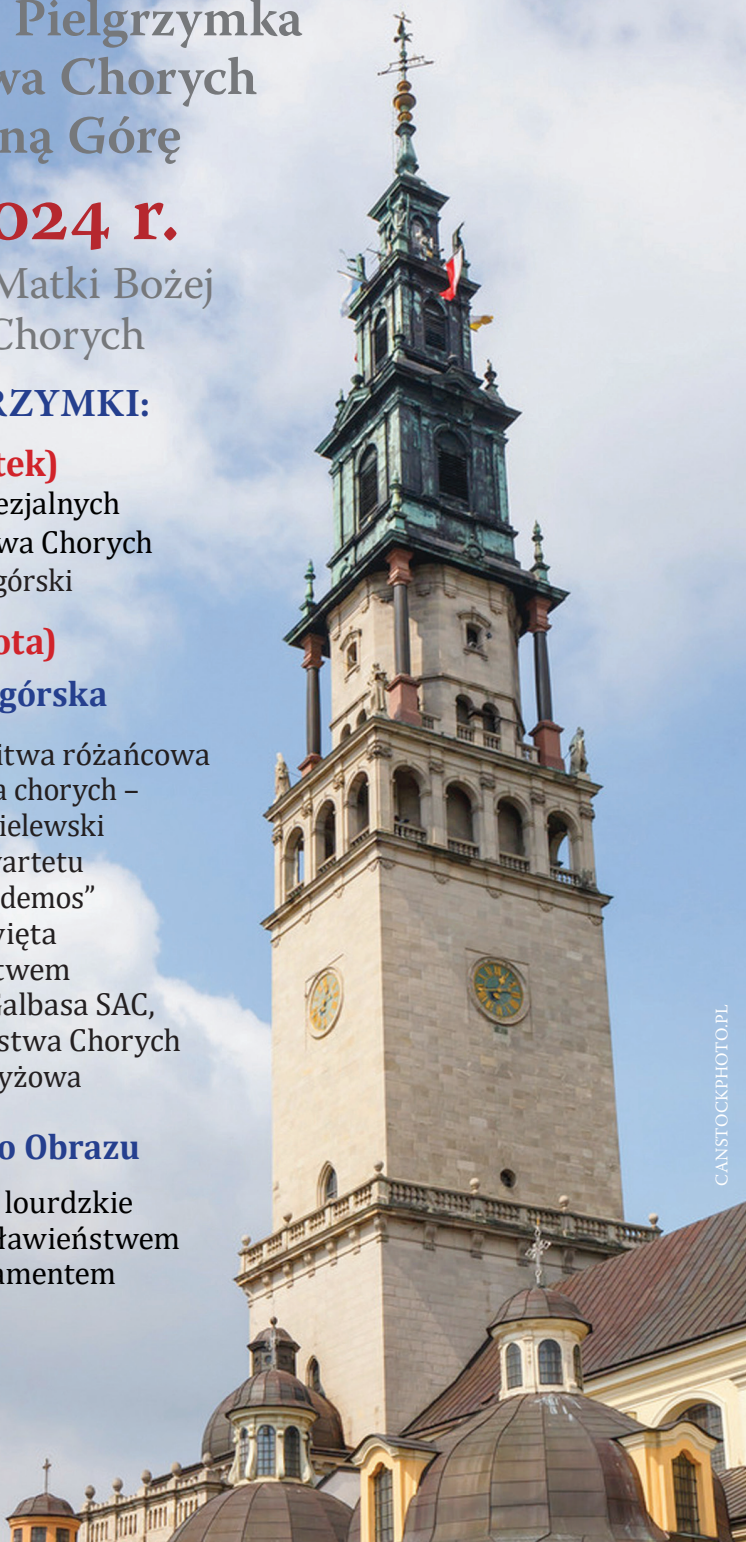 Pielgrzymka
wa Chorych
ną Górę
024 r.
Matki Bożej
Chorych
RZYMKI:
tek)
ezjalnych
wa Chorych
górski
ota)
górska
itwa różańcowa
a chorych –
ielewski
wartetu
demos”
więta
twem
Galbasa SAC,
stwa Chorych
yżowa
o Obrazu
lourdzkie
ławieństwem
amentem
CANSTOCKPHOTO.PL